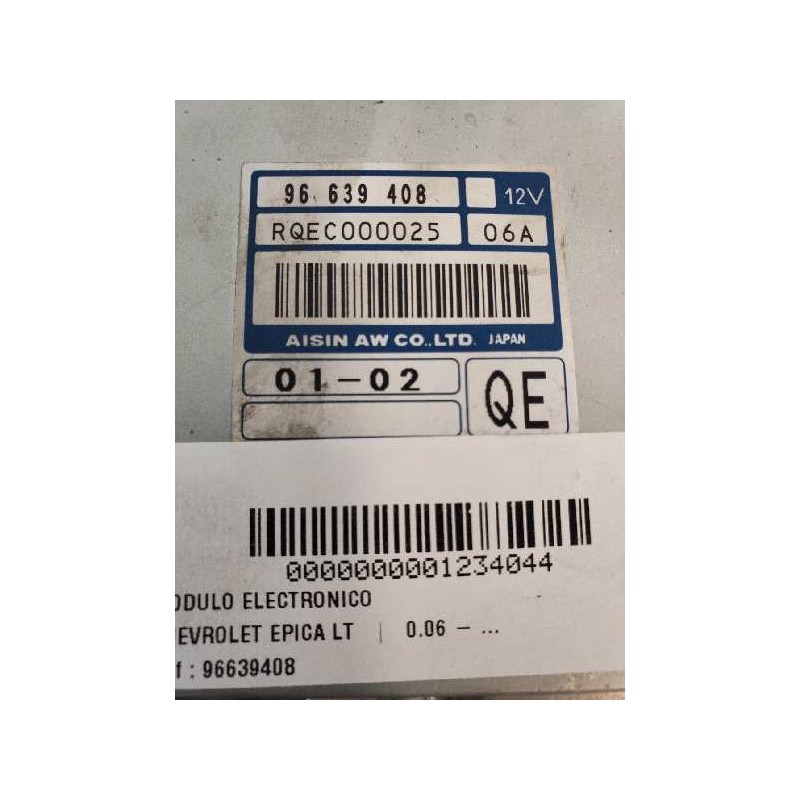 96 639 408
12V
RQEC000025
06A
AISIN AW CO.,LTD. JAPAN
01-02
QE
0000000001234044
ODULO ELECTRONICO
EVROLET EPICA LT | 0.06 - ...
f : 96639408